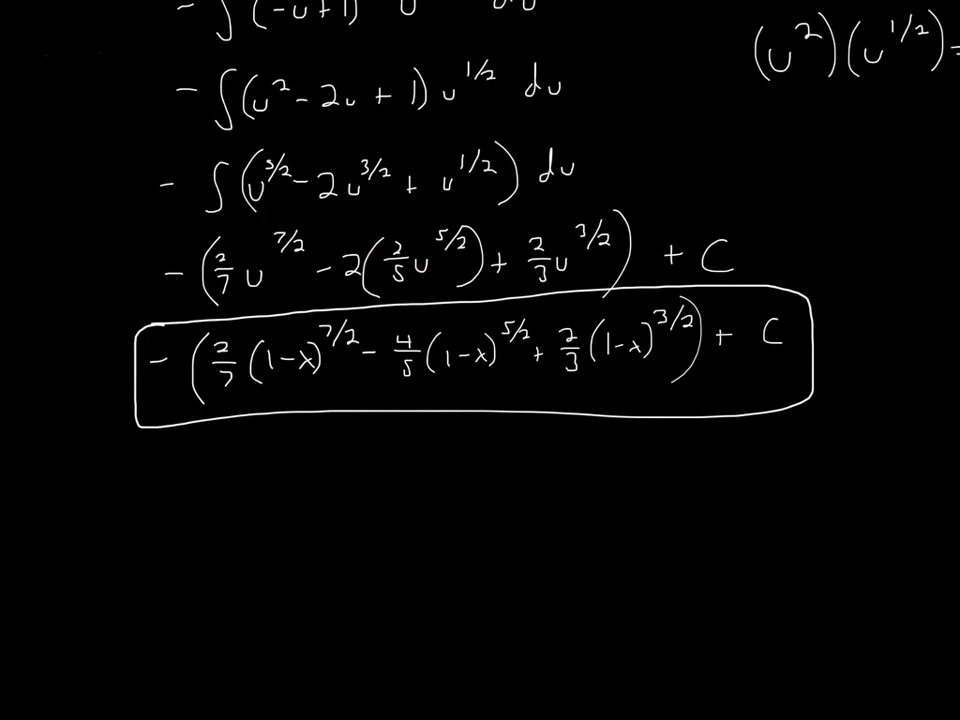 - ∫(-u+1) u du
(u²)(u^1/2) =
- ∫(u² - 2u + 1) u^1/2 du
- ∫(u^5/2 - 2u^3/2 + u^1/2) du
- (2/7 u^7/2 - 2(2/5 u^5/2) + 2/3 u^3/2) + C
- (2/7 (1-x)^7/2 - 4/5 (1-x)^5/2 + 2/3 (1-x)^3/2) + C